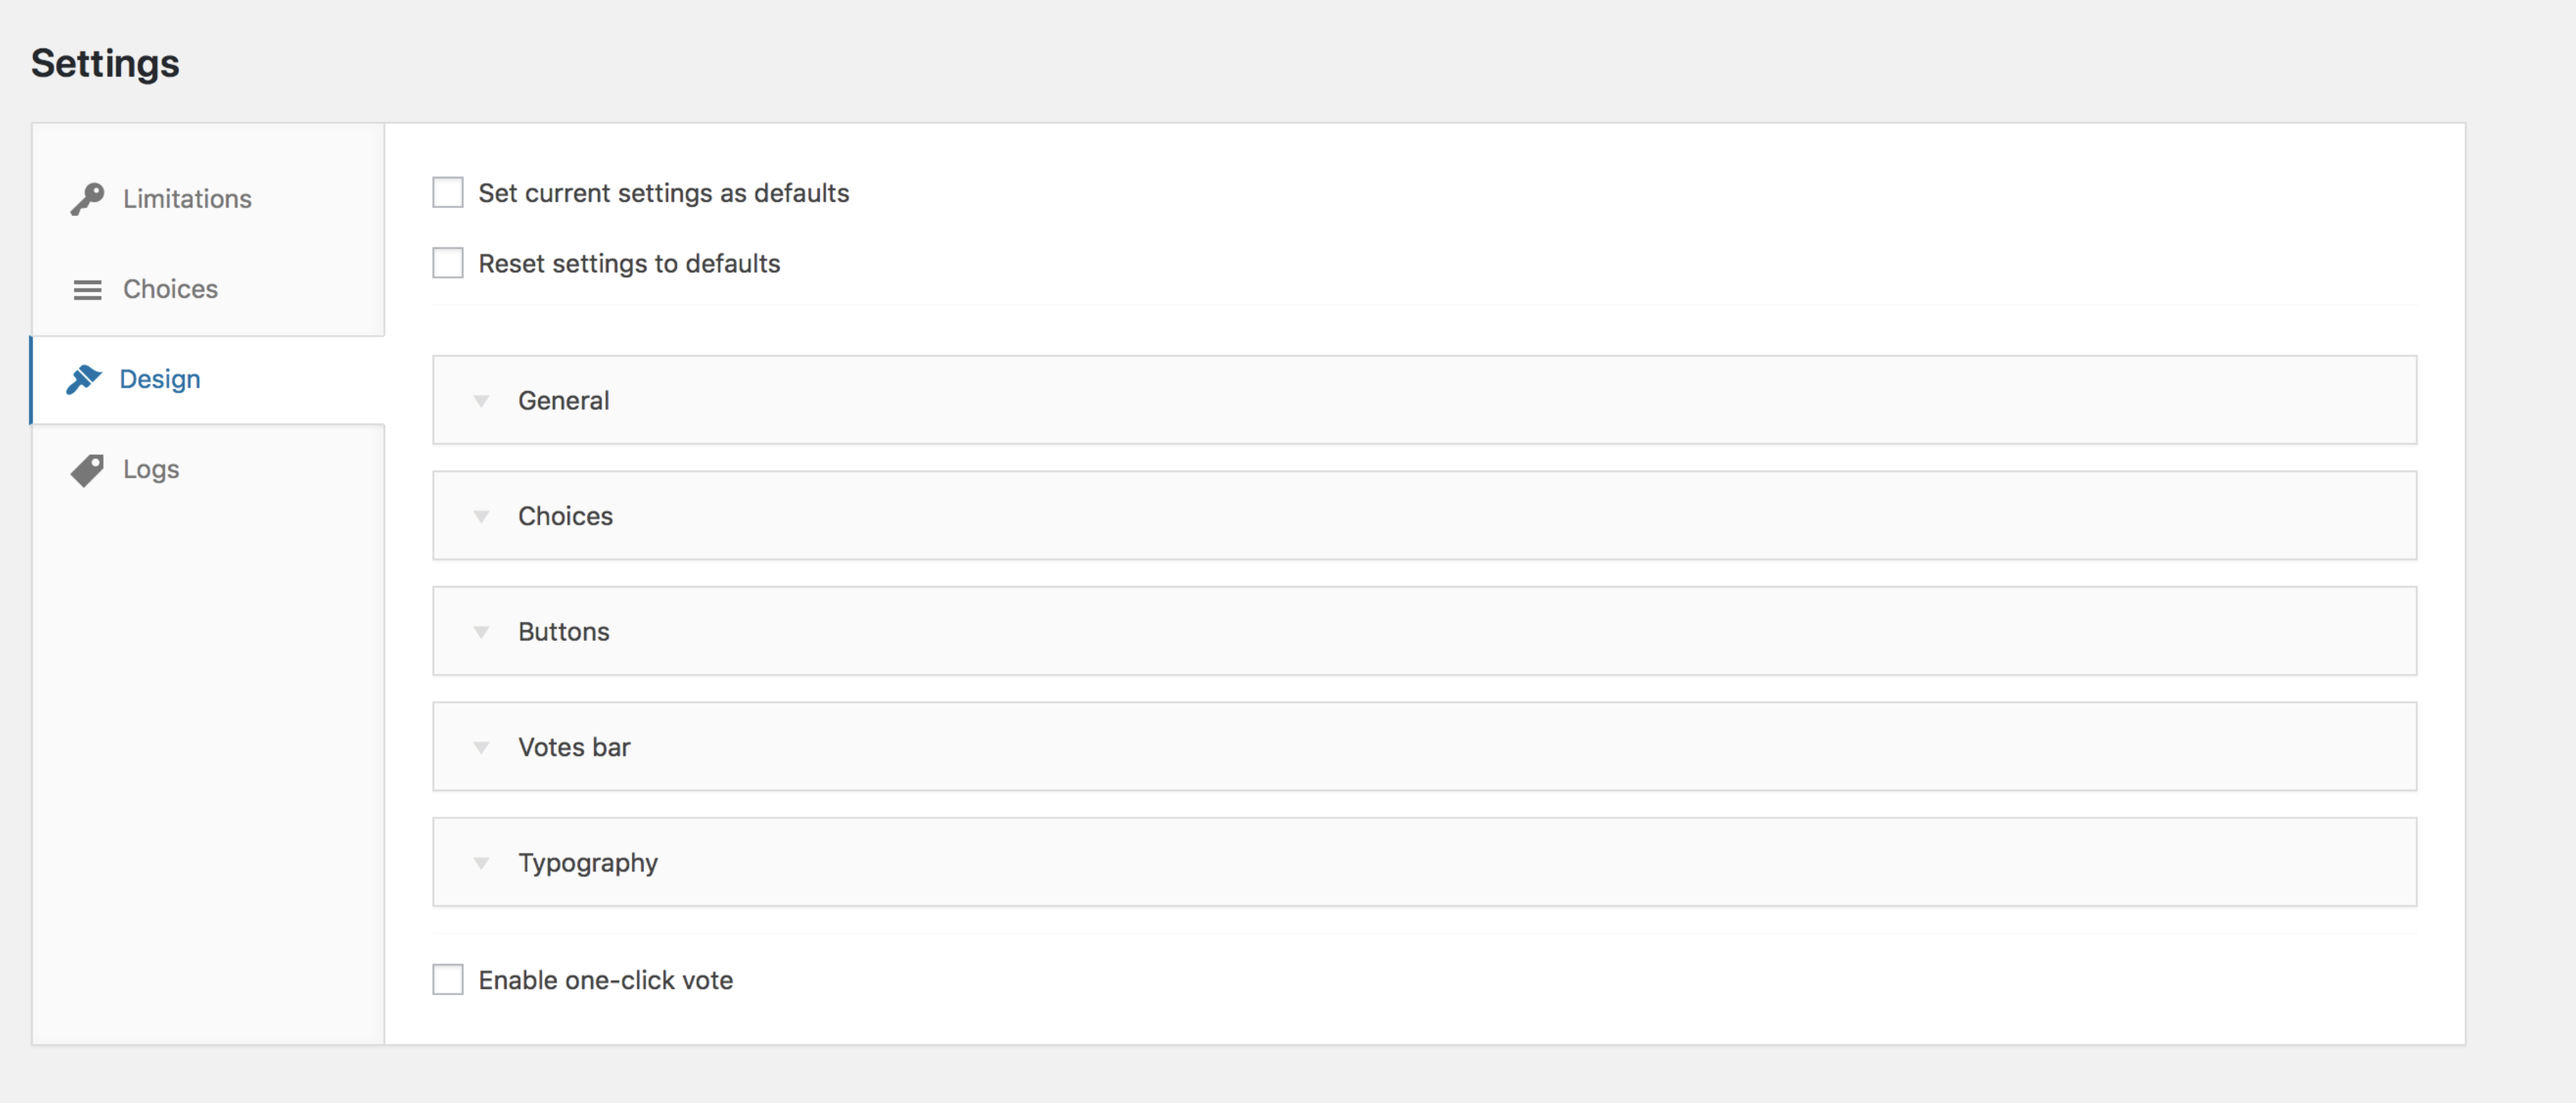 Settings
Limitations
Choices
Design
Logs
Set current settings as defaults
Reset settings to defaults
General
Choices
Buttons
Votes bar
Typography
Enable one-click vote